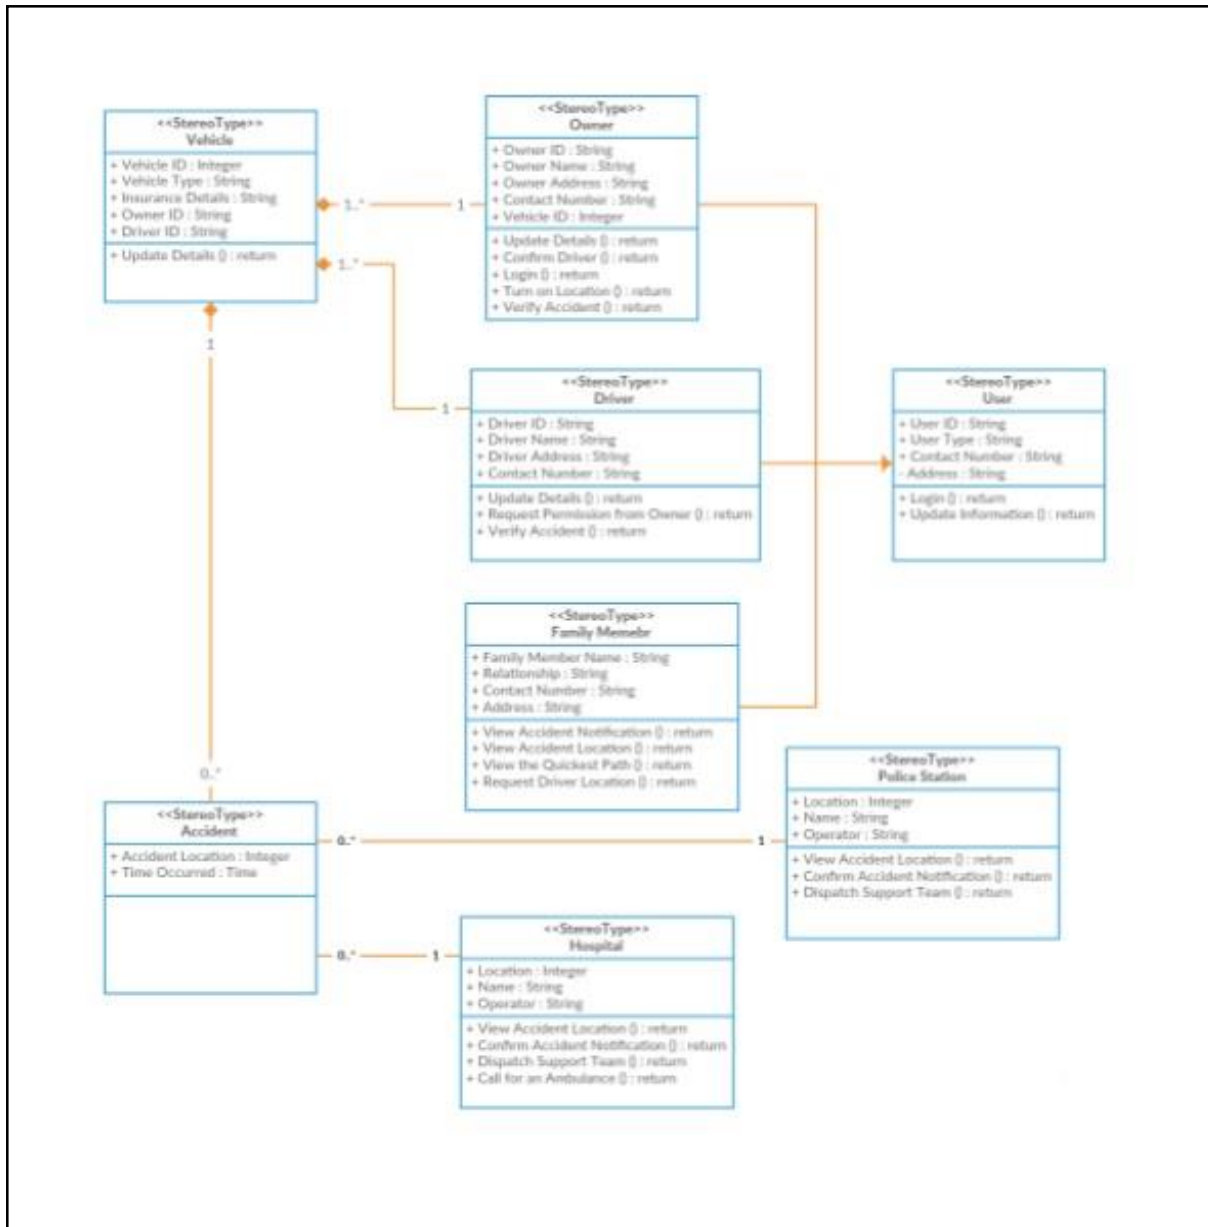 <<StereoType>>
Vehicle
+ Vehicle ID : Integer
+ Vehicle Type : String
+ Insurance Details : String
+ Owner ID : String
+ Driver ID : String
+ Update Details () : return
1..*
1
1..*
1
1
0..*
<<StereoType>>
Owner
+ Owner ID : String
+ Owner Name : String
+ Owner Address : String
+ Contact Number : String
+ Vehicle ID : Integer
+ Update Details () : return
+ Confirm Driver () : return
+ Login () : return
+ Turn on Location () : return
+ Verify Accident () : return
<<StereoType>>
Driver
+ Driver ID : String
+ Driver Name : String
+ Driver Address : String
+ Contact Number : String
+ Update Details () : return
+ Request Permission from Owner () : return
+ Verify Accident () : return
<<StereoType>>
User
+ User ID : String
+ User Type : String
+ Contact Number : String
- Address : String
+ Login () : return
+ Update Information () : return
<<StereoType>>
Family Memebr
+ Family Member Name : String
+ Relationship : String
+ Contact Number : String
+ Address : String
+ View Accident Notification () : return
+ View Accident Location () : return
+ View the Quickest Path () : return
+ Request Driver Location () : return
<<StereoType>>
Police Station
+ Location : Integer
+ Name : String
+ Operator : String
+ View Accident Location () : return
+ Confirm Accident Notification () : return
+ Dispatch Support Team () : return
<<StereoType>>
Accident
+ Accident Location : Integer
+ Time Occurred : Time
0..*
1
0..*
1
<<StereoType>>
Hospital
+ Location : Integer
+ Name : String
+ Operator : String
+ View Accident Location () : return
+ Confirm Accident Notification () : return
+ Dispatch Support Team () : return
+ Call for an Ambulance () : return